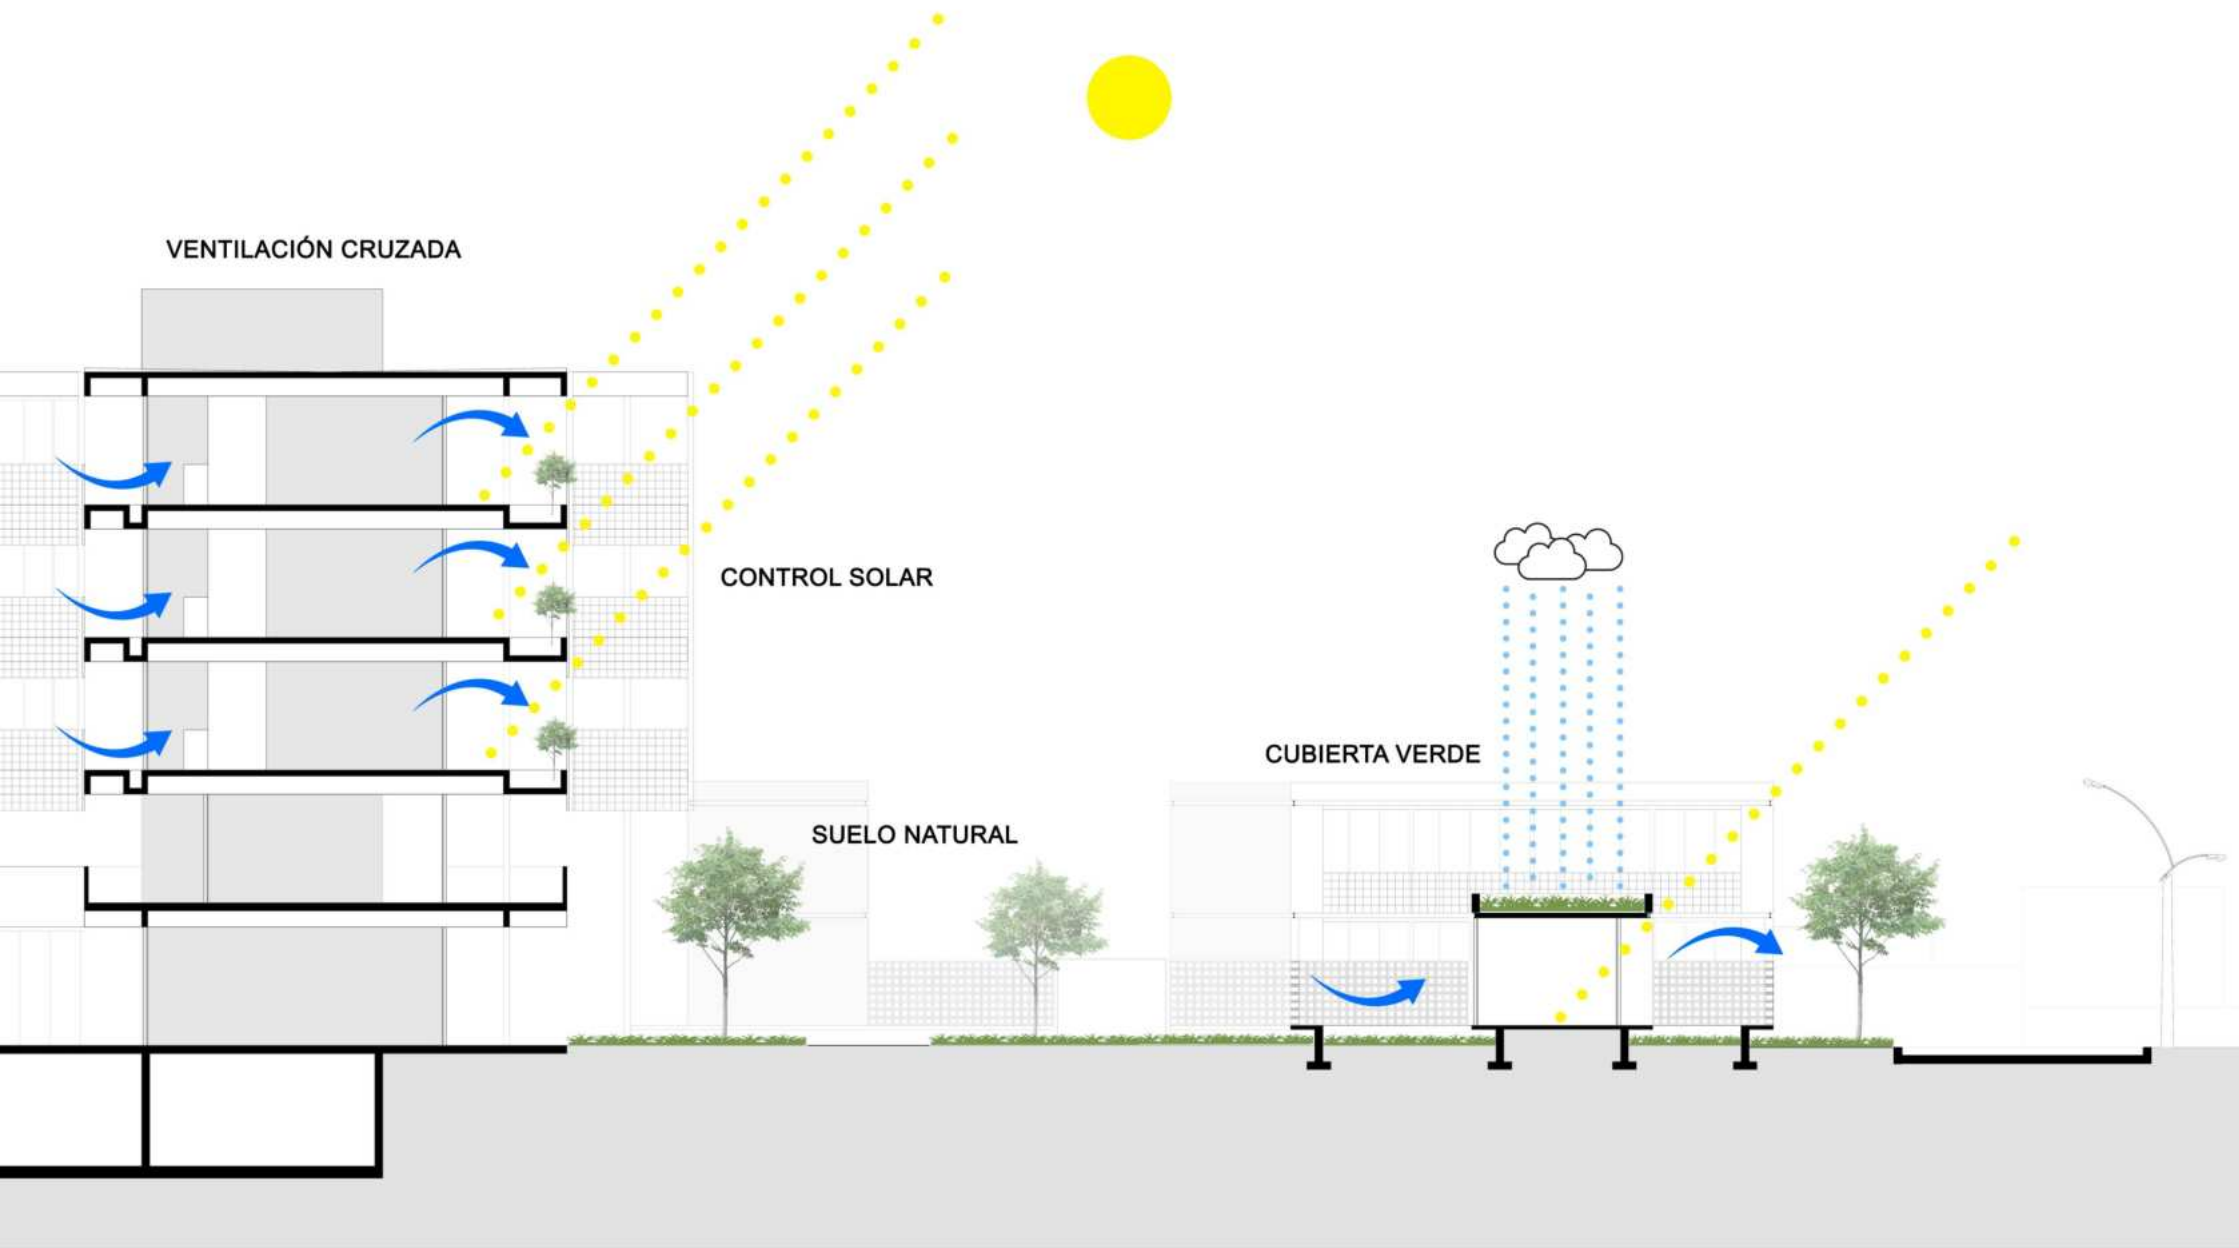 VENTILACIÓN CRUZADA
CONTROL SOLAR
CUBIERTA VERDE
SUELO NATURAL